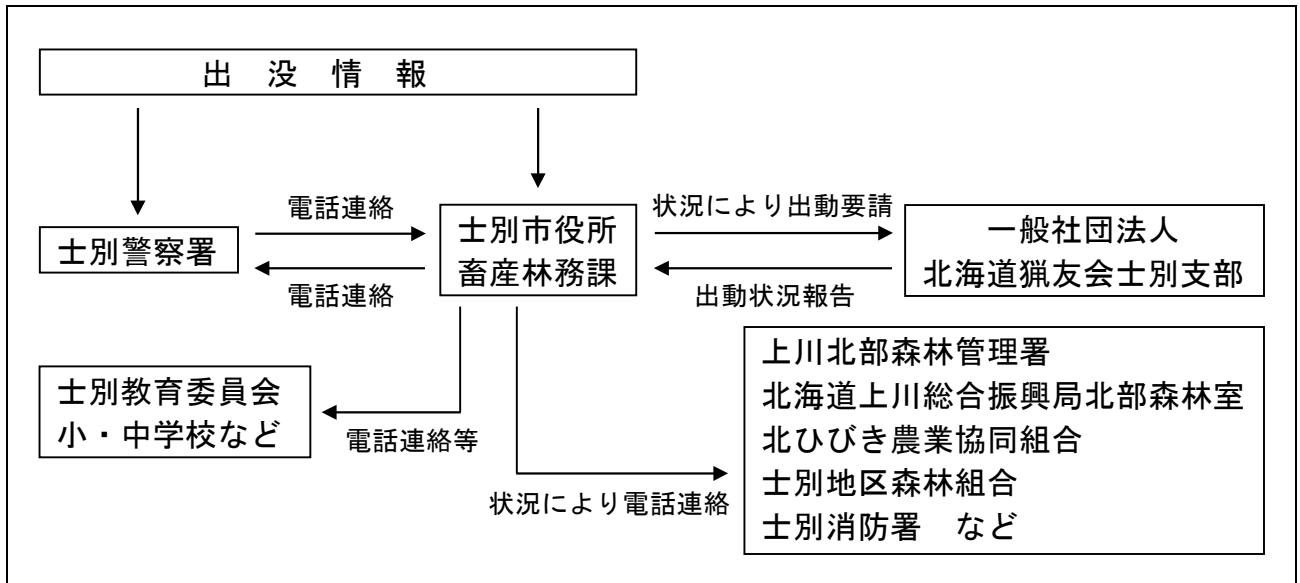 出　没　情　報
電話連絡
状況により出動要請
士別警察署
士別市役所
畜産林務課
一般社団法人
北海道猟友会士別支部
電話連絡
出動状況報告
士別教育委員会
小・中学校など
電話連絡等
状況により電話連絡
上川北部森林管理署
北海道上川総合振興局北部森林室
北ひびき農業協同組合
士別地区森林組合
士別消防署　など